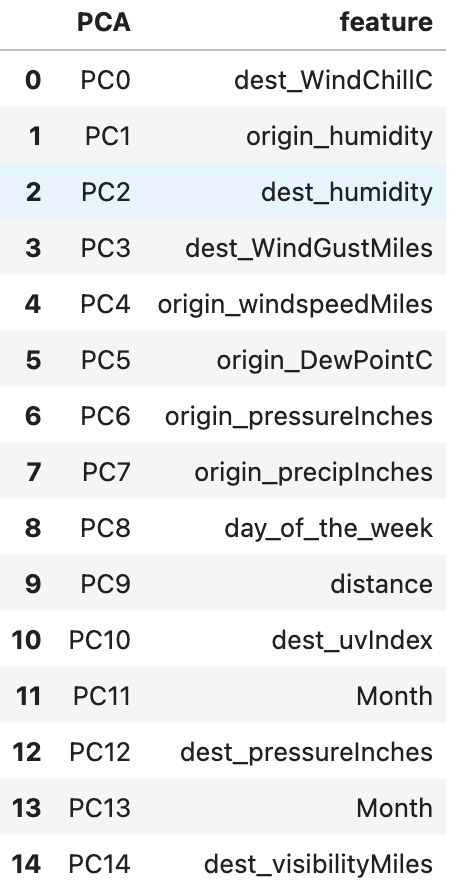 PCA feature
0 PC0 dest_WindChillC
1 PC1 origin_humidity
2 PC2 dest_humidity
3 PC3 dest_WindGustMiles
4 PC4 origin_windspeedMiles
5 PC5 origin_DewPointC
6 PC6 origin_pressureInches
7 PC7 origin_precipInches
8 PC8 day_of_the_week
9 PC9 distance
10 PC10 dest_uvIndex
11 PC11 Month
12 PC12 dest_pressureInches
13 PC13 Month
14 PC14 dest_visibilityMiles